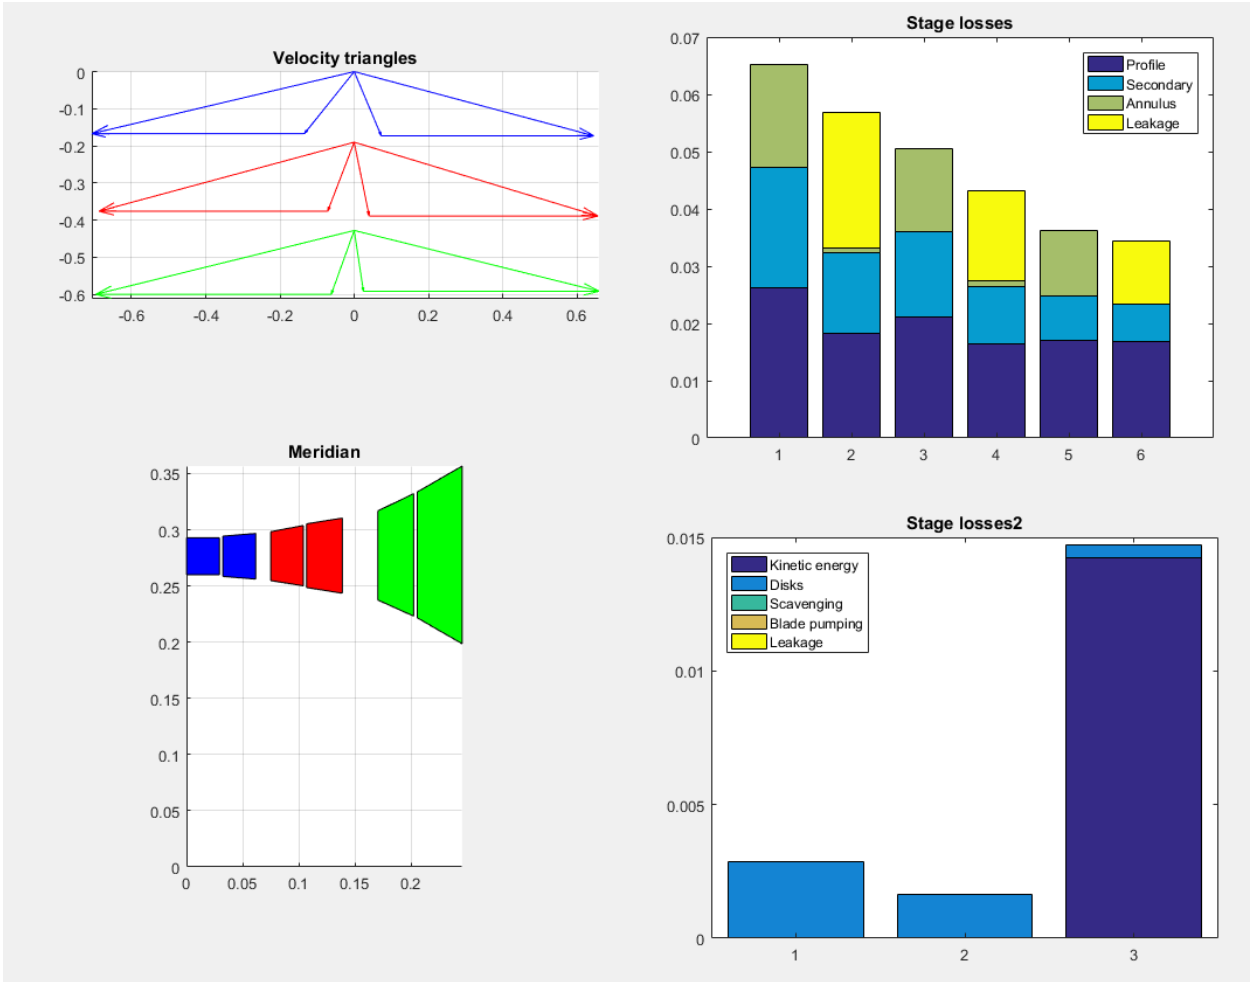 Velocity triangles
0
-0.1
-0.2
-0.3
-0.4
-0.5
-0.6
-0.6 -0.4 -0.2 0 0.2 0.4 0.6
Stage losses
0.07
0.06
0.05
0.04
0.03
0.02
0.01
0
1 2 3 4 5 6
Profile
Secondary
Annulus
Leakage
Meridian
0.35
0.3
0.25
0.2
0.15
0.1
0.05
0
0 0.05 0.1 0.15 0.2
Stage losses2
0.015
0.01
0.005
0
1 2 3
Kinetic energy
Disks
Scavenging
Blade pumping
Leakage